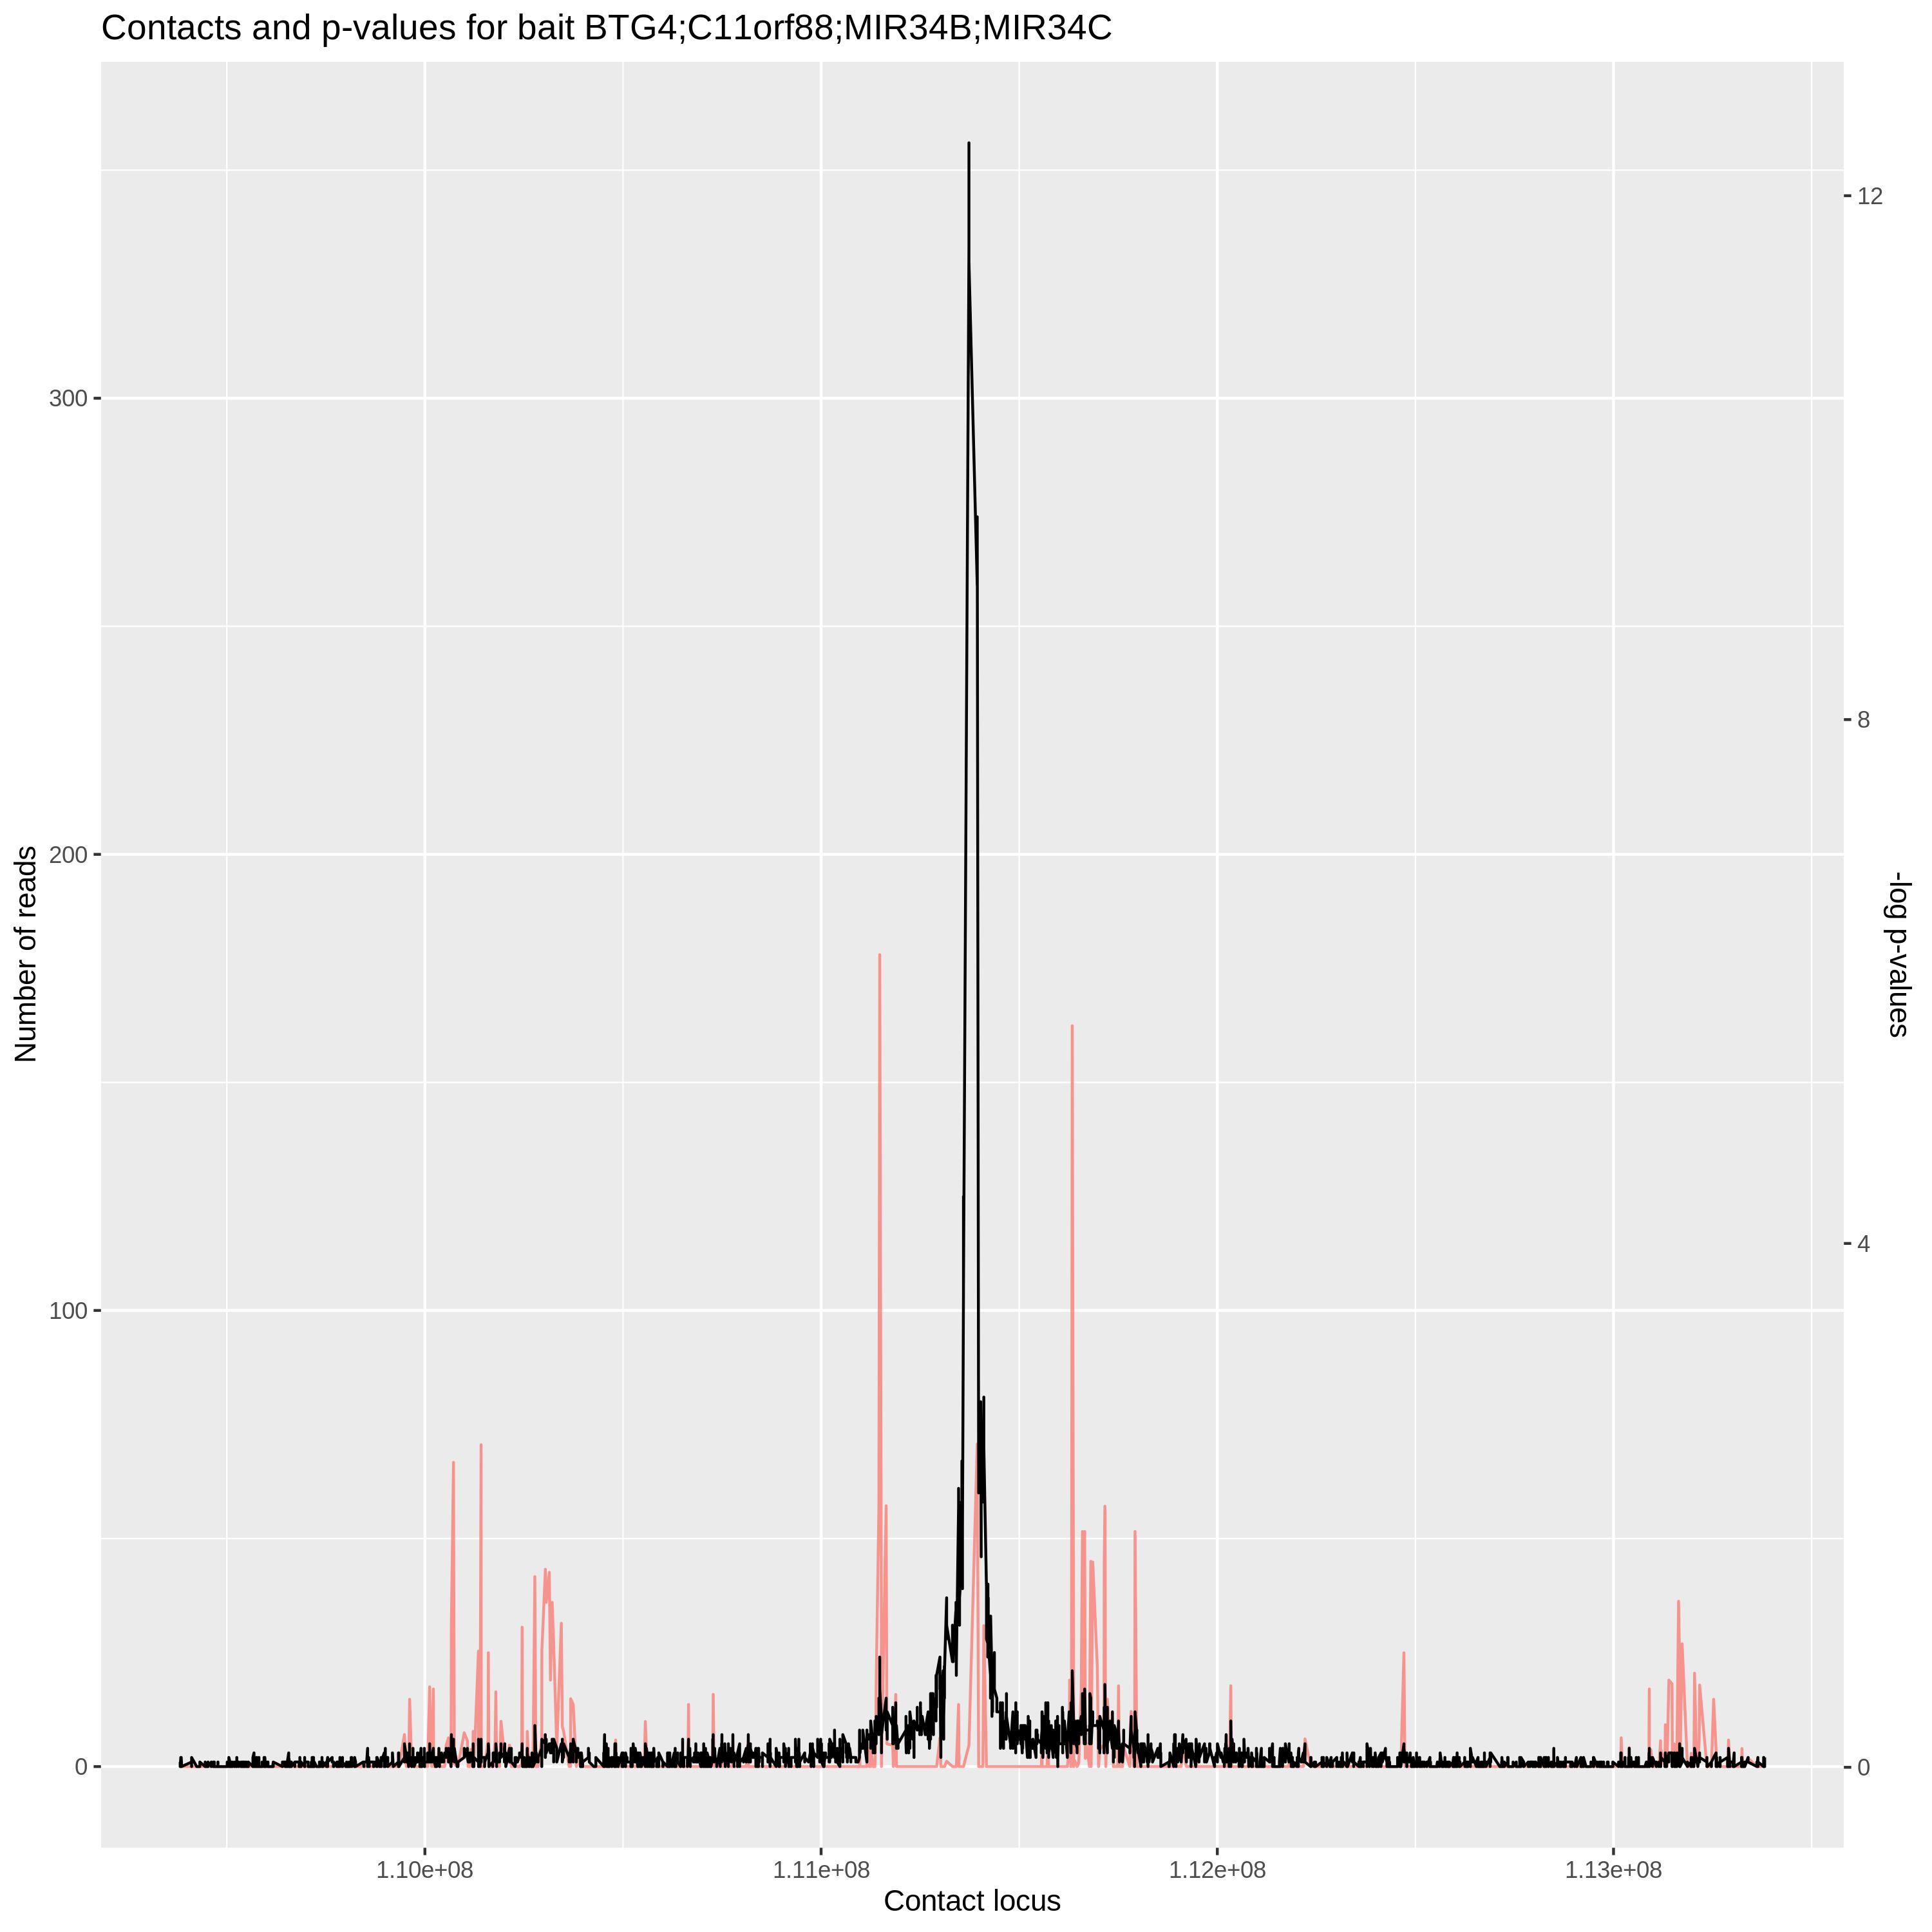 Contacts and p-values for bait BTG4;C11orf88;MIR34B;MIR34C
Number of reads
300
200
100
0
12
8
4
0
-log p-values
1.10e+08
1.11e+08
1.12e+08
1.13e+08
Contact locus